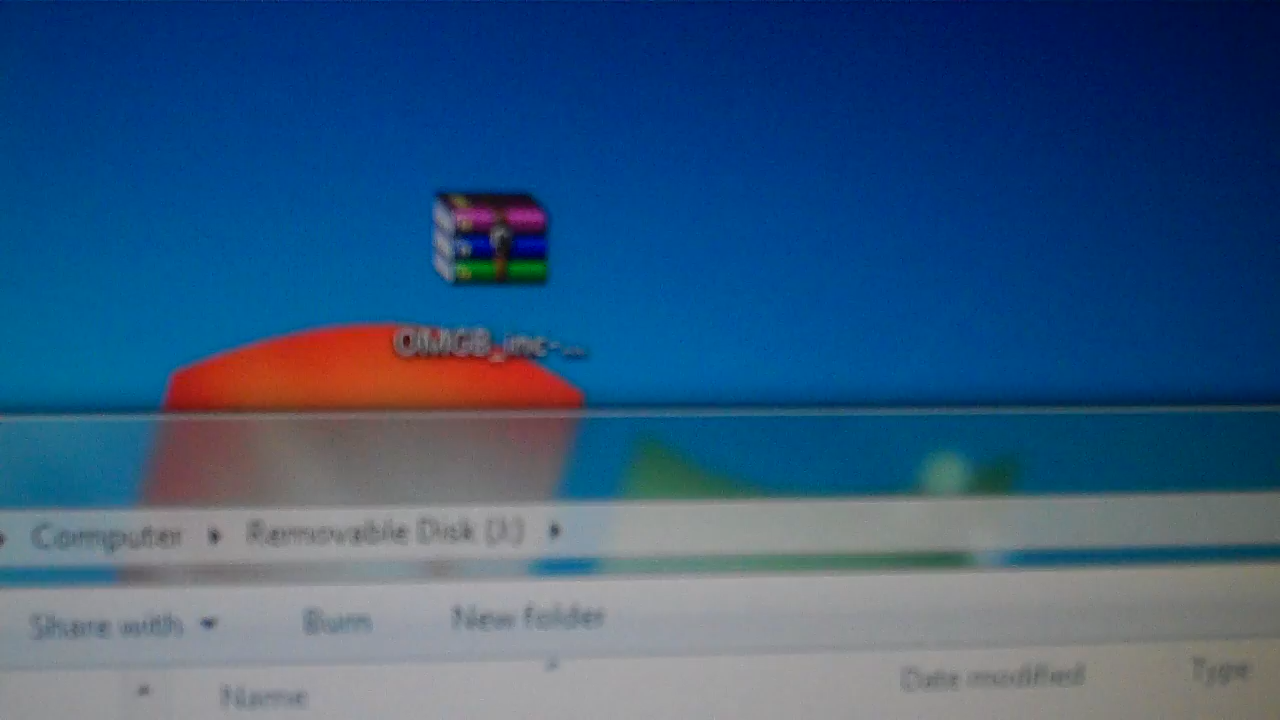 OMGB_inc-...
Computer Removable Disk (J:)
Share with Burn New folder
Name Date modified Type